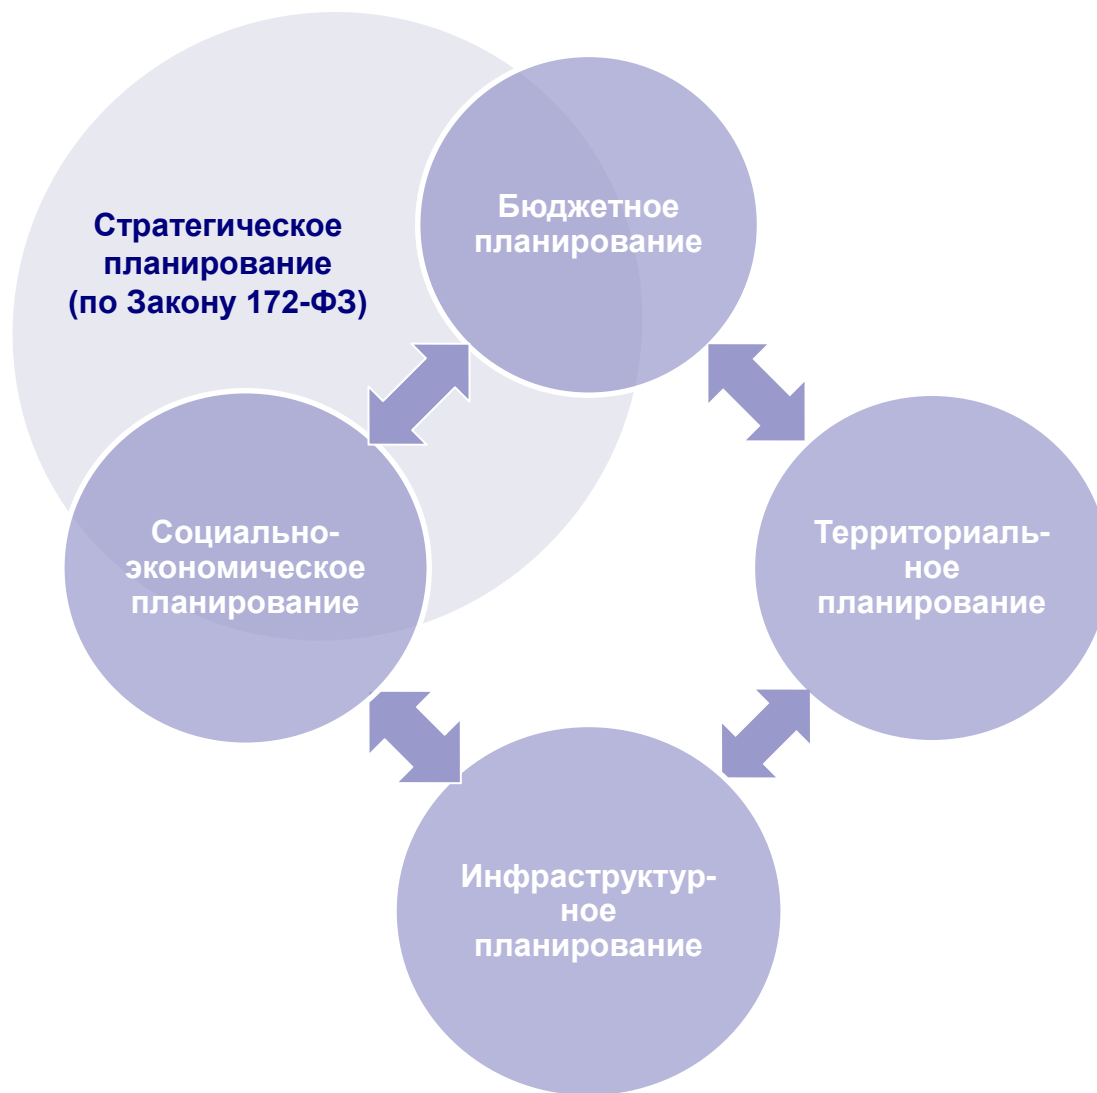 Бюджетное
планирование
Стратегическое
планирование
(по Закону 172-ФЗ)
Социально-
экономическое
планирование
Территориаль-
ное
планирование
Инфраструктур-
ное
планирование